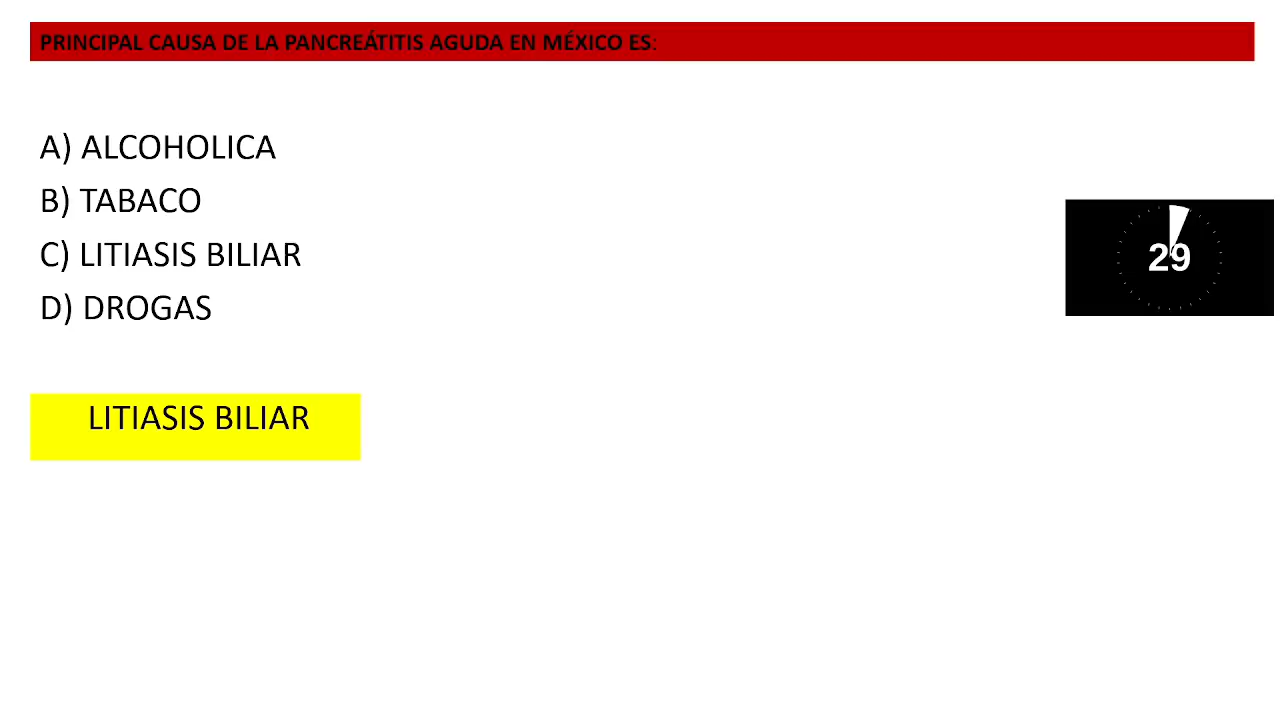 PRINCIPAL CAUSA DE LA PANCREÁTITIS AGUDA EN MÉXICO ES:
A) ALCOHOLICA
B) TABACO
C) LITIASIS BILIAR
D) DROGAS
29
LITIASIS BILIAR